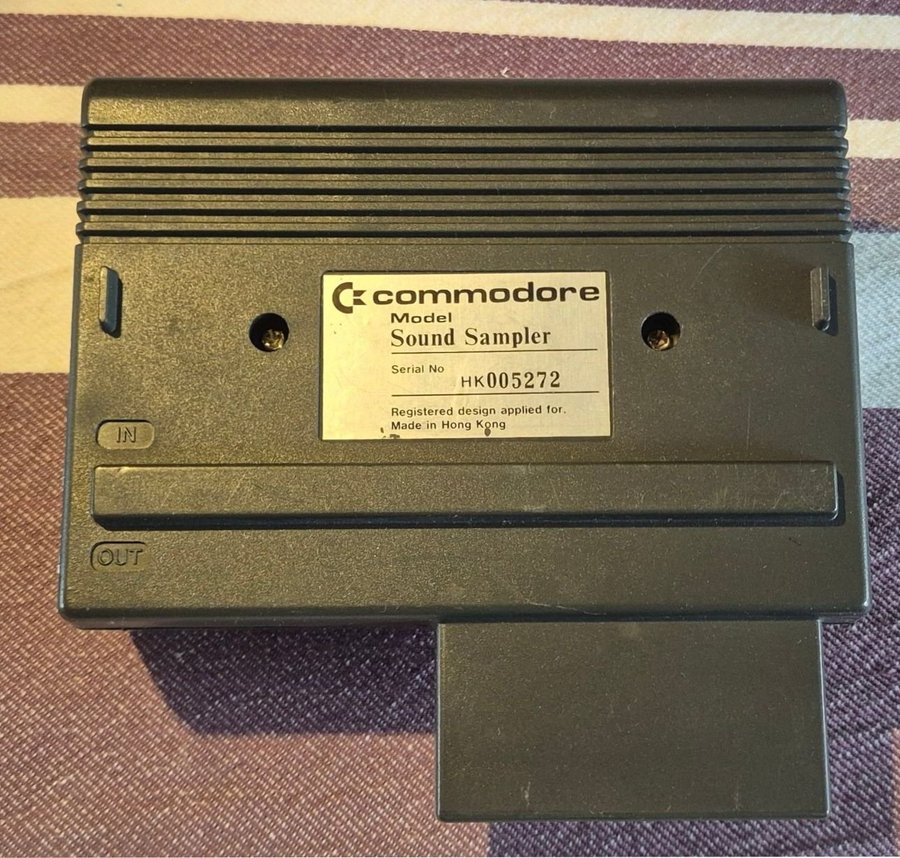 commodore
Model
Sound Sampler
Serial No
HK005272
Registered design applied for.
Made in Hong Kong
IN
OUT